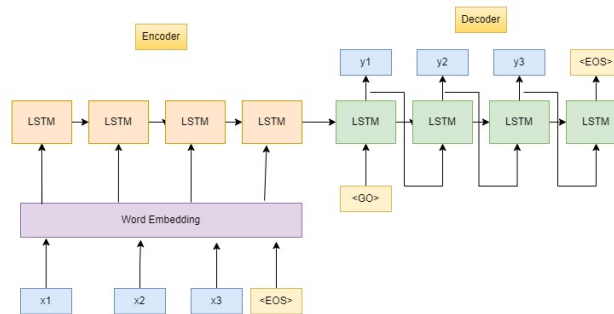 Decoder
Encoder
y1
y2
y3
<EOS>
LSTM
LSTM
LSTM
LSTM
LSTM
LSTM
LSTM
LSTM
<GO>
Word Embedding
x1
x2
x3
<EOS>